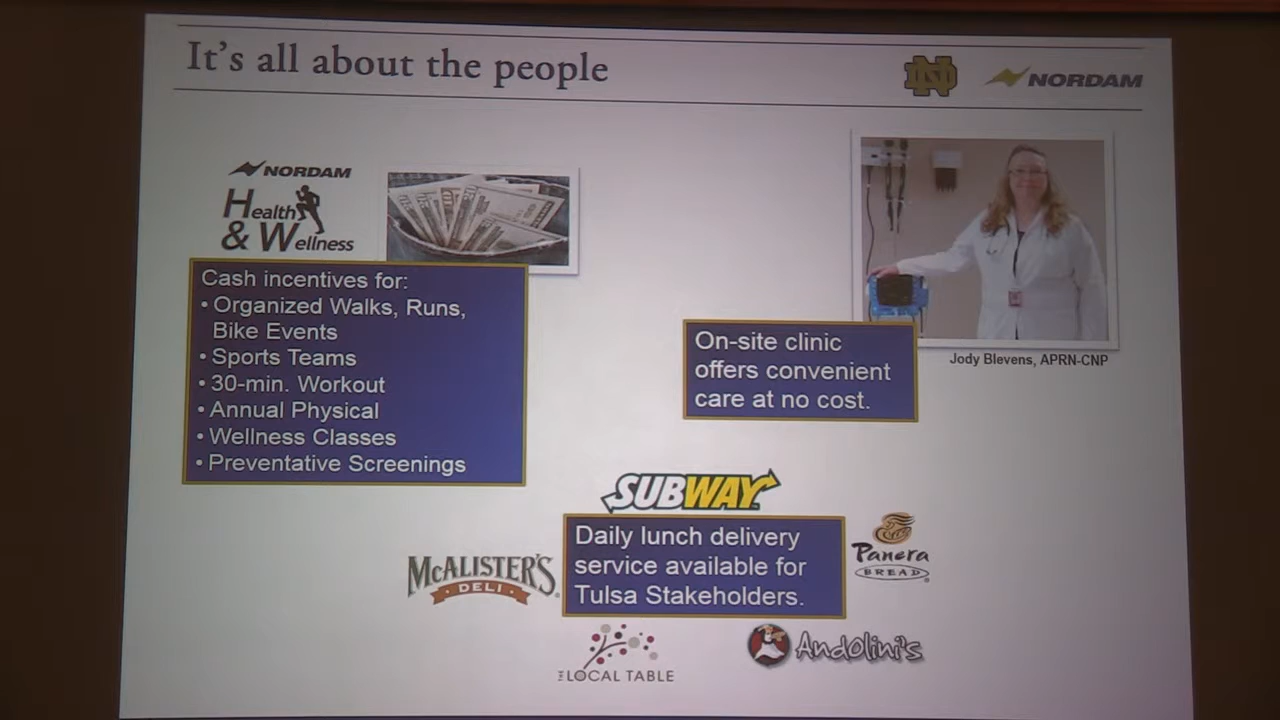 It's all about the people
ND
NORDAM
NORDAM
Health
& Wellness
Cash incentives for:
• Organized Walks, Runs,
Bike Events
• Sports Teams
• 30-min. Workout
• Annual Physical
• Wellness Classes
• Preventative Screenings
On-site clinic
offers convenient
care at no cost.
Jody Blevens, APRN-CNP
SUBWAY
Daily lunch delivery
service available for
Tulsa Stakeholders.
McALISTER'S
DELI
Panera
BREAD
THE LOCAL TABLE
Andolini's